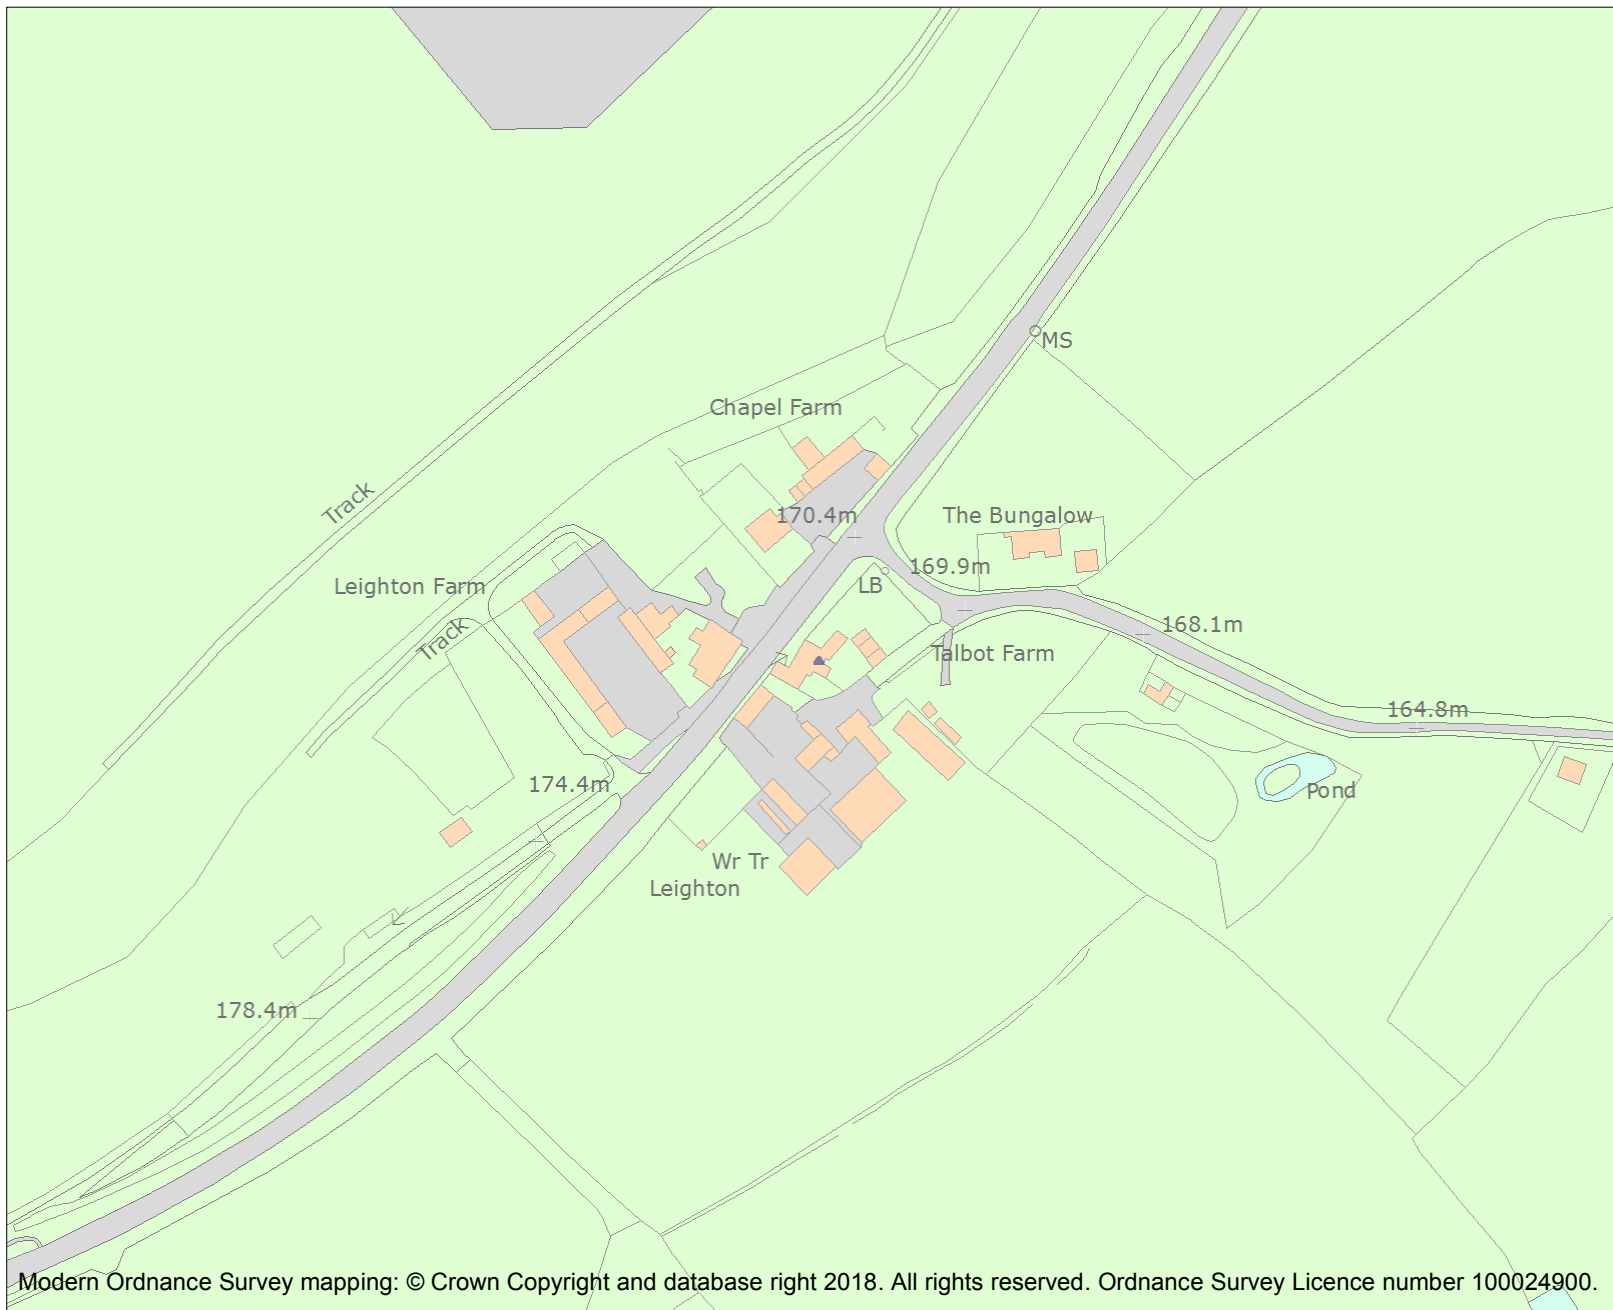 MS
Chapel Farm
Track
170.4m
The Bungalow
169.9m
LB
Leighton Farm
Track
168.1m
Talbot Farm
164.8m
174.4m
Pond
Wr Tr
Leighton
178.4m
Modern Ordnance Survey mapping: © Crown Copyright and database right 2018. All rights reserved. Ordnance Survey Licence number 100024900.